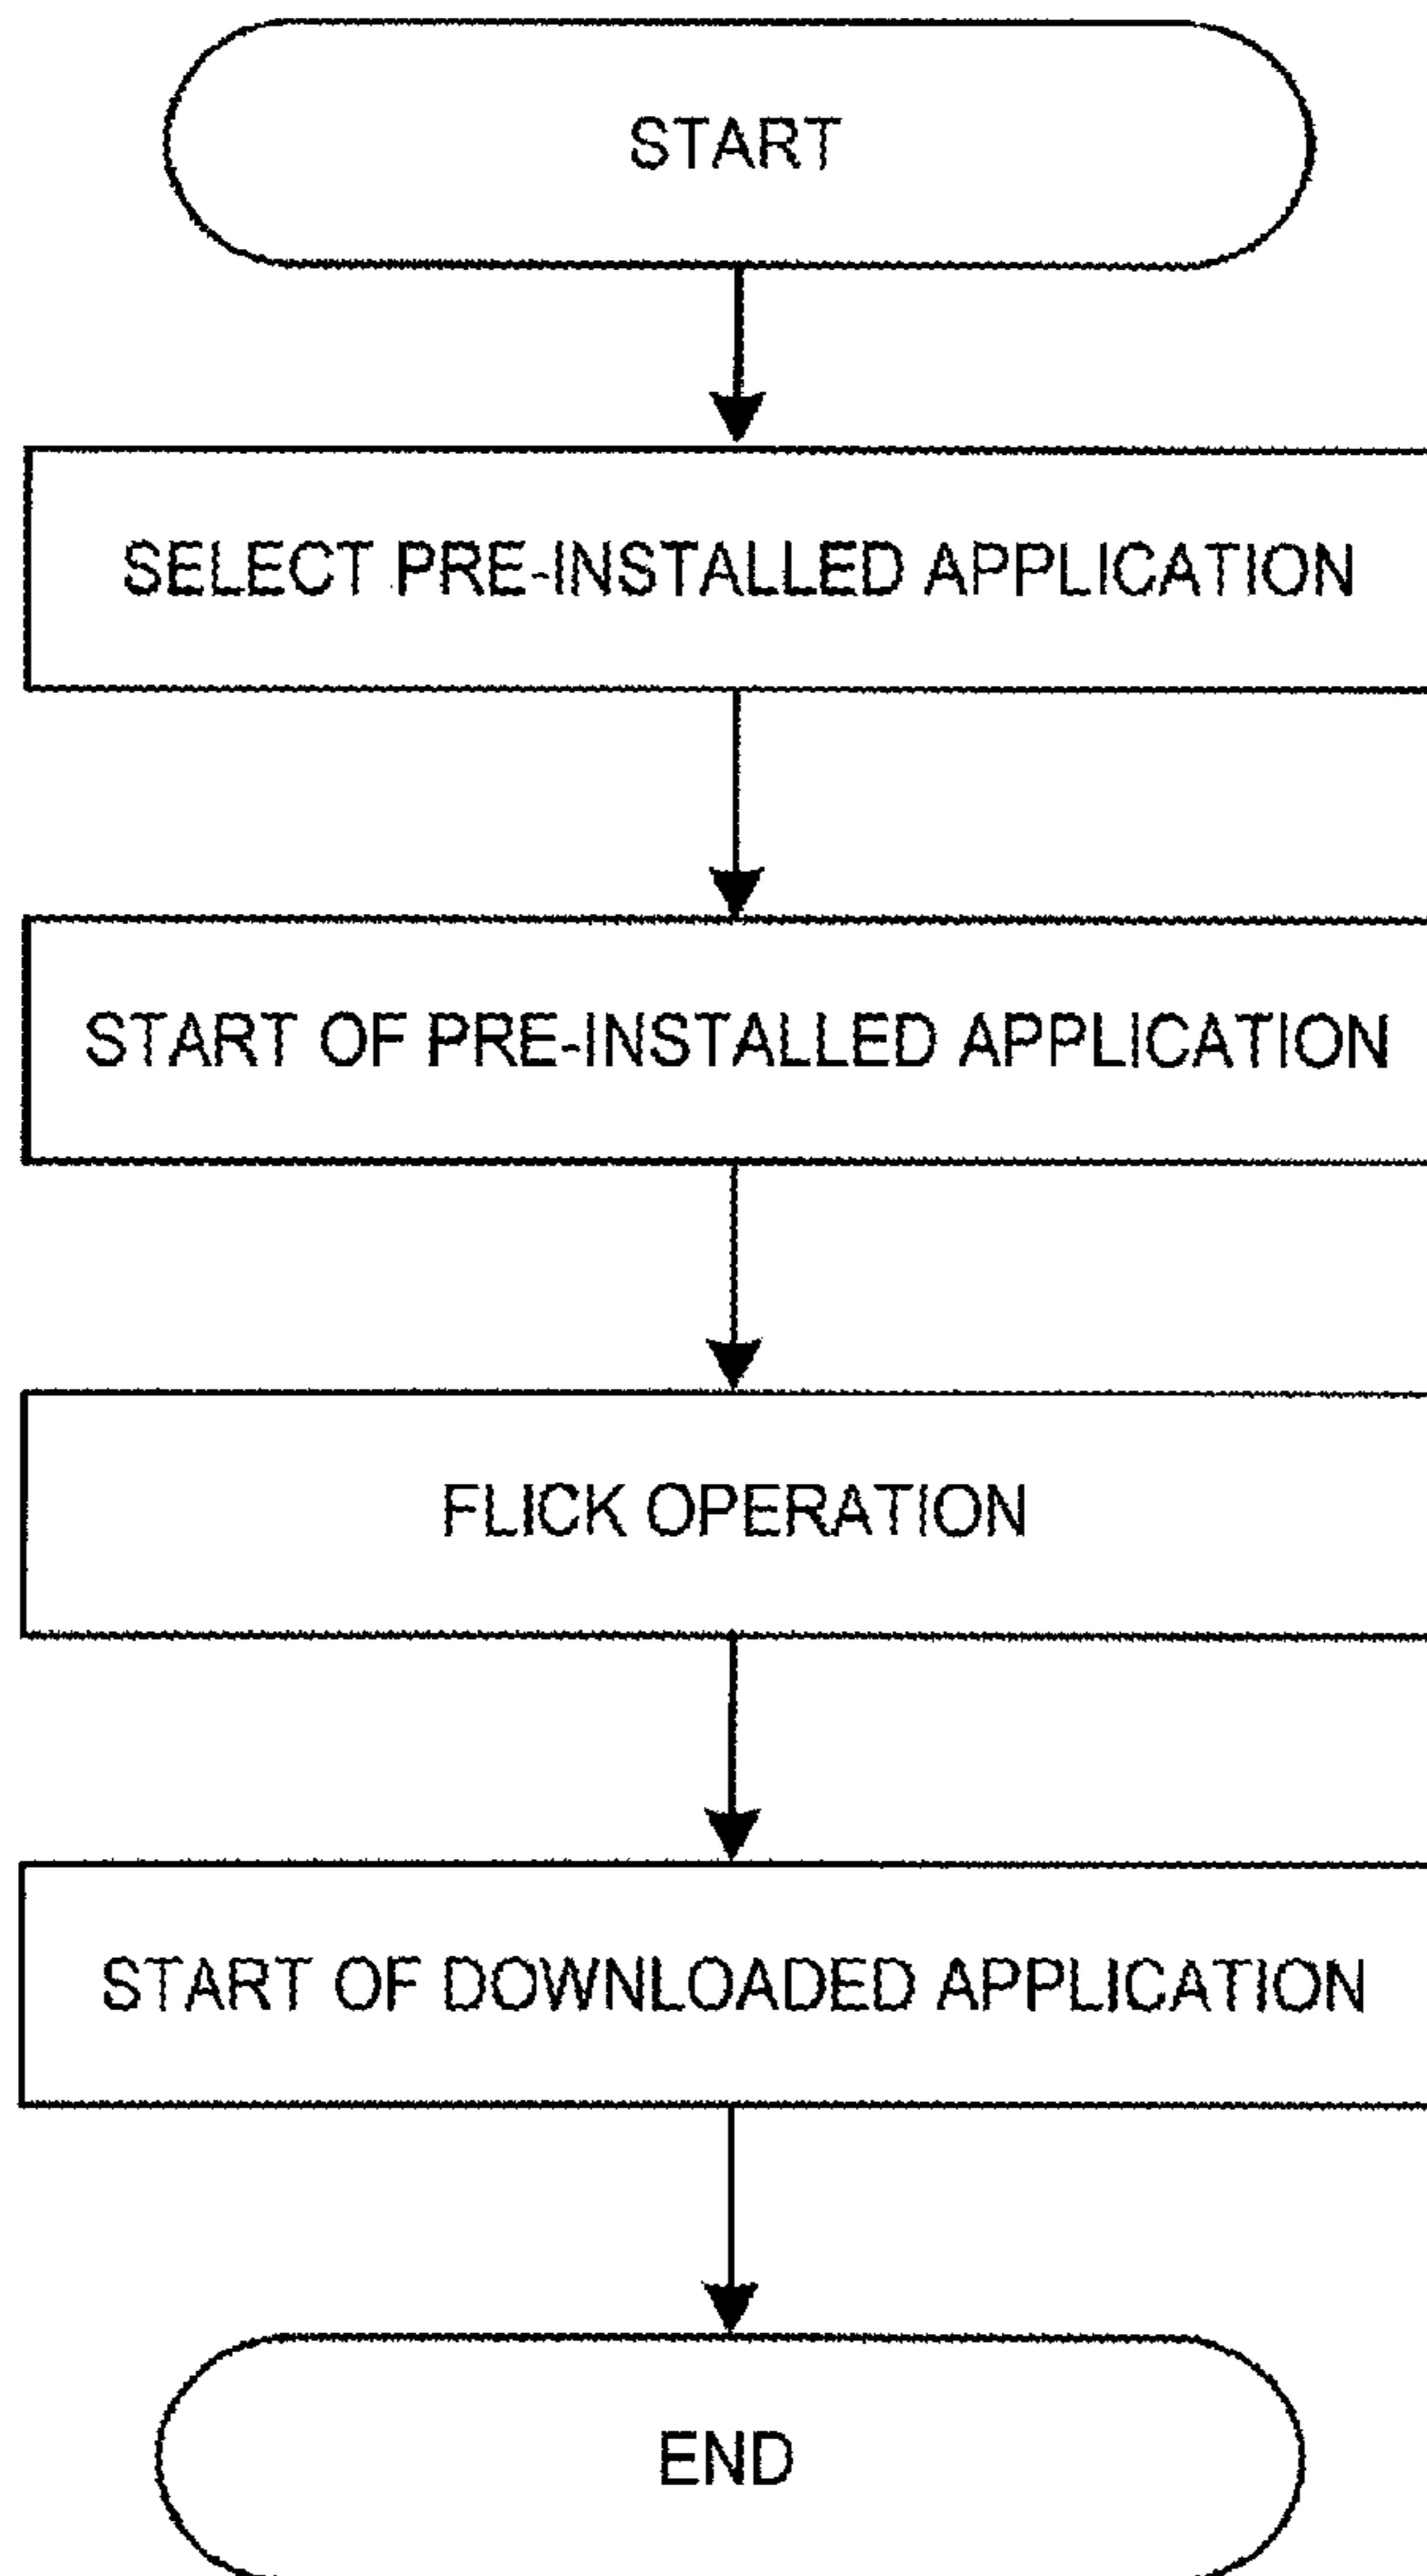 START
SELECT PRE-INSTALLED APPLICATION
START OF PRE-INSTALLED APPLICATION
FLICK OPERATION
START OF DOWNLOADED APPLICATION
END